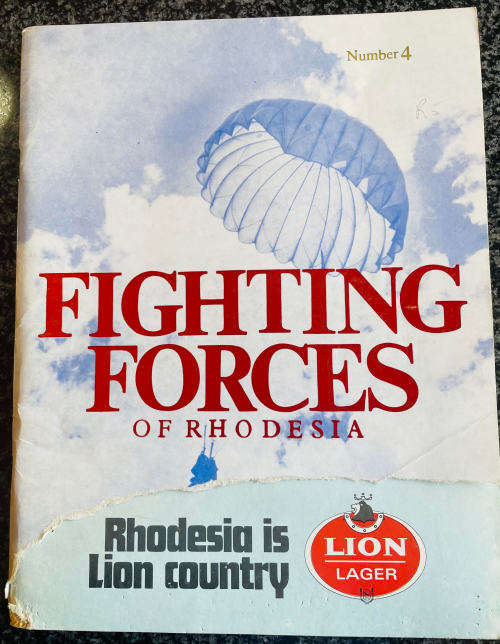 Number 4
R5
FIGHTING
FORCES
OF RHODESIA
Rhodesia is
Lion country
LION
LAGER